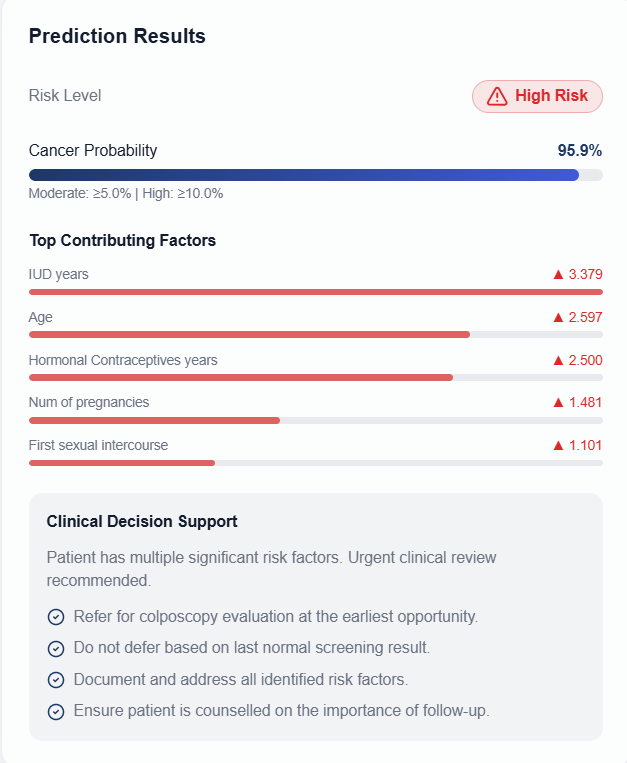 Prediction Results
Risk Level
High Risk
Cancer Probability
95.9%
Moderate: ≥5.0% | High: ≥10.0%
Top Contributing Factors
IUD years
▲ 3.379
Age
▲ 2.597
Hormonal Contraceptives years
▲ 2.500
Num of pregnancies
▲ 1.481
First sexual intercourse
▲ 1.101
Clinical Decision Support
Patient has multiple significant risk factors. Urgent clinical review
recommended.
Refer for colposcopy evaluation at the earliest opportunity.
Do not defer based on last normal screening result.
Document and address all identified risk factors.
Ensure patient is counselled on the importance of follow-up.